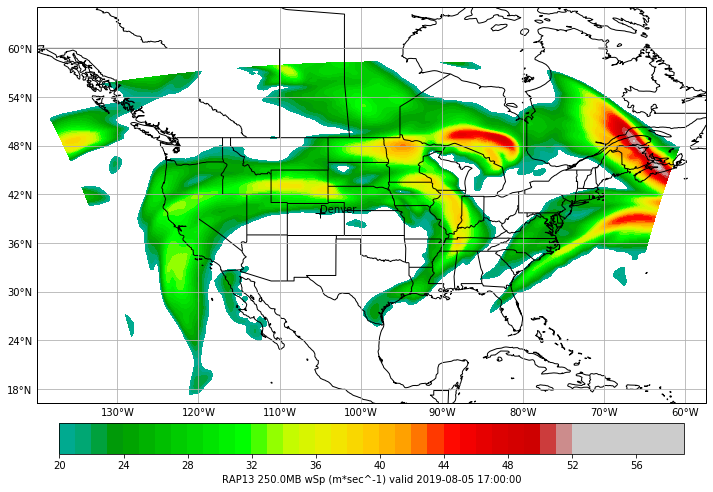 60°N
54°N
48°N
42°N
36°N
30°N
24°N
18°N
Denver
130°W 120°W 110°W 100°W 90°W 80°W 70°W 60°W
20 24 28 32 36 40 44 48 52 56
RAP13 250.0MB wSp (m*sec^-1) valid 2019-08-05 17:00:00